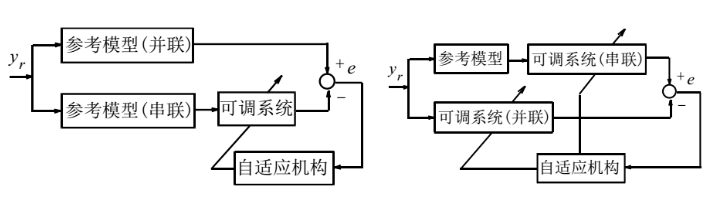 参考模型(并联)
y_r
+
e
−
参考模型(串联)
可调系统
自适应机构
参考模型
可调系统(串联)
y_r
+
e
−
可调系统(并联)
自适应机构